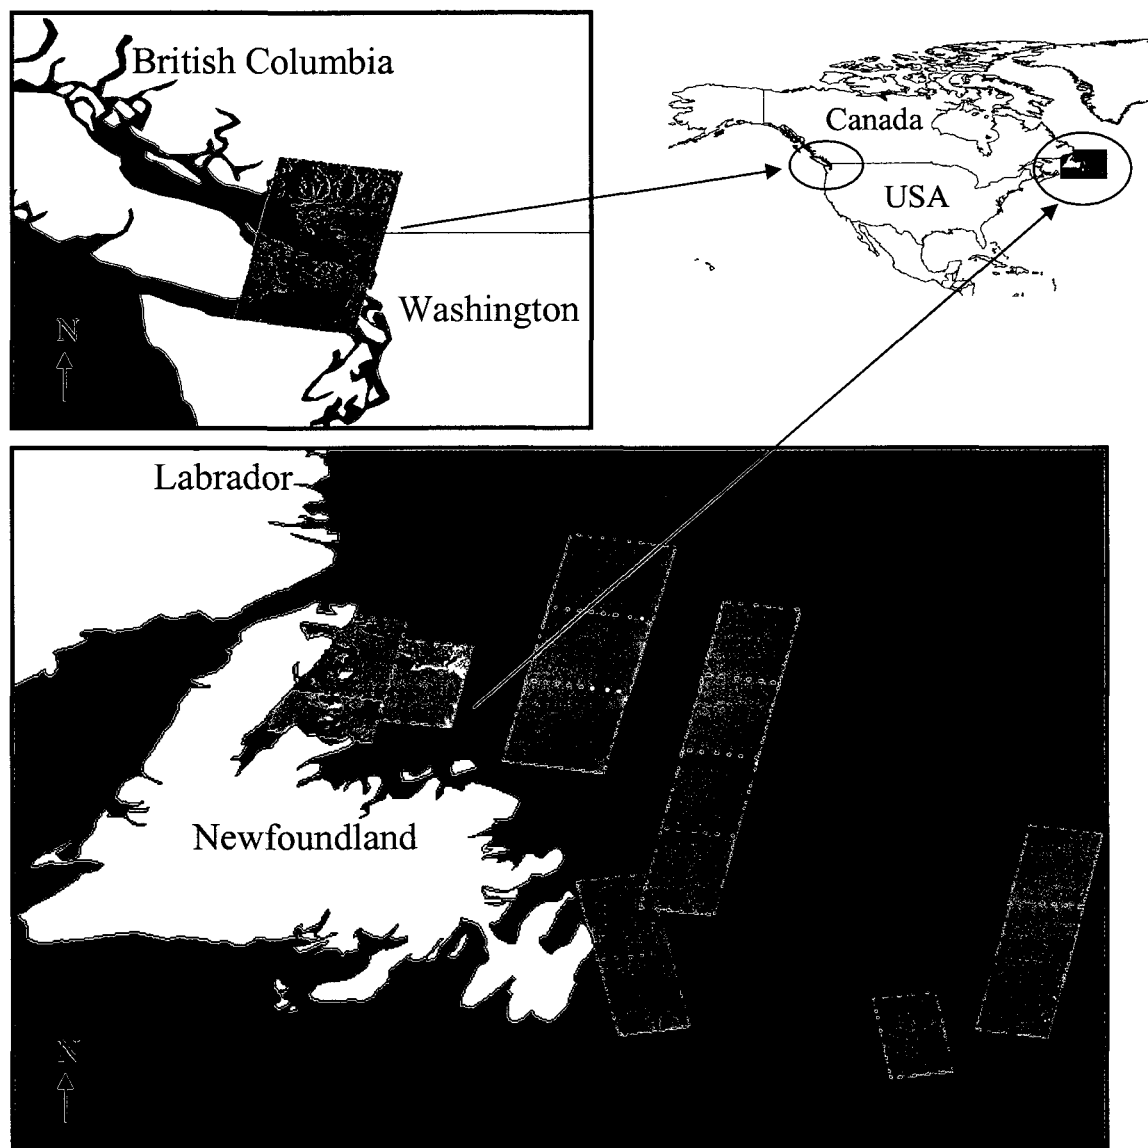 British Columbia
Canada
USA
Washington
N
Labrador
Newfoundland
N